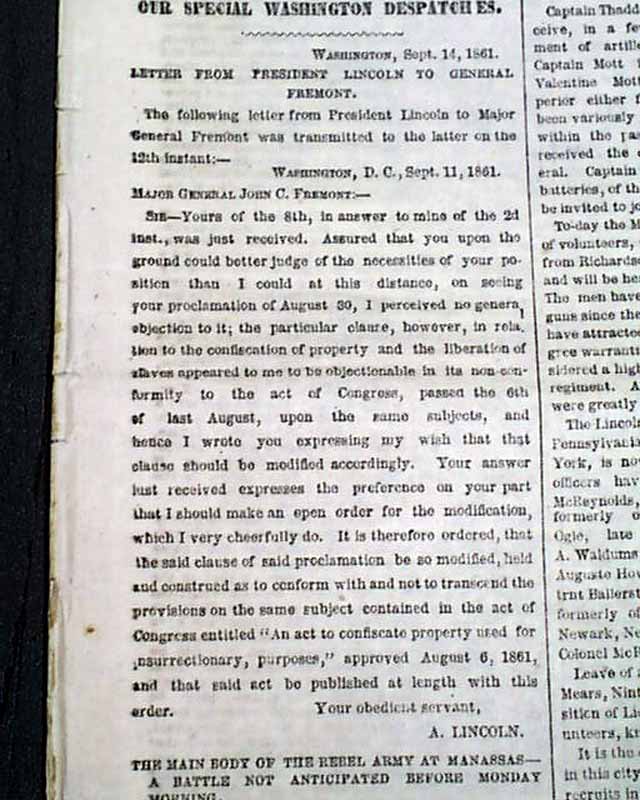 OUR SPECIAL WASHINGTON DESPATCHES.
WASHINGTON, Sept. 14, 1861.
LETTER FROM PRESIDENT LINCOLN TO GENERAL
FREMONT.
The following letter from President Lincoln to Major
General Fremont was transmitted to the latter on the
12th instant:—
WASHINGTON, D. C., Sept. 11, 1861.
MAJOR GENERAL JOHN C. FREMONT:—
SIR—Yours of the 8th, in answer to mine of the 2d
inst., was just received. Assured that you upon the
ground could better judge of the necessities of your po-
sition than I could at this distance, on seeing
your proclamation of August 30, I perceived no general
objection to it; the particular clause, however, in rela-
tion to the confiscation of property and the liberation of
slaves appeared to me to be objectionable in its non-con-
formity to the act of Congress, passed the 6th
of last August, upon the same subjects, and
hence I wrote you expressing my wish that that
clause should be modified accordingly. Your answer
just received expresses the preference on your part
that I should make an open order for the modification,
which I very cheerfully do. It is therefore ordered, that
the said clause of said proclamation be so modified, held
and construed as to conform with and not to transcend the
provisions on the same subject contained in the act of
Congress entitled "An act to confiscate property used for
insurrectionary, purposes," approved August 6, 1861,
and that said act be published at length with this
order. Your obedient servant,
A. LINCOLN.
THE MAIN BODY OF THE REBEL ARMY AT MANASSAS—
A BATTLE NOT ANTICIPATED BEFORE MONDAY
MORNING.
Captain Thadd
ceive, in a fe
ment of artille
Captain Mott
Valentine Mott
perior either f
been variously
within the pas
received the
eral. Captain
batteries, of th
be invited to jo
To-day the M
of volunteers,
from Richards
and will be hea
The men have
guns since the
have attracted
gree warrant
sidered a high
regiment. A
were greatly
The Lincoln
Pennsylvania
York, is no
officers hav
McReynolds,
formerly o
Ogle, late
A. Waldums
Auguste Hou
trnt Ballerst
formerly of
Newark, Ne
Colonel McR
Leave of a
Mears, Nint
sition of Li
unteers, k
It is the
in this city
recruits in